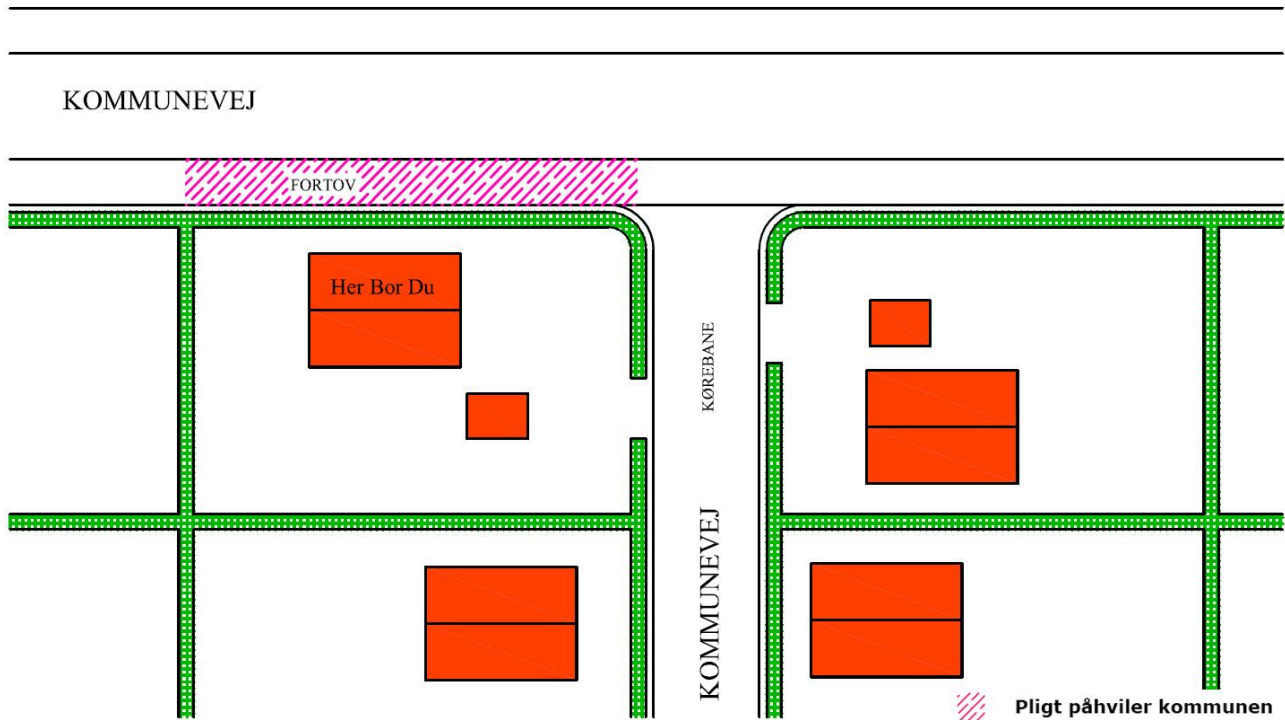 KOMMUNEVEJ
FORTOV
Her Bor Du
KØREBANE
KOMMUNEVEJ
Pligt påhviler kommunen